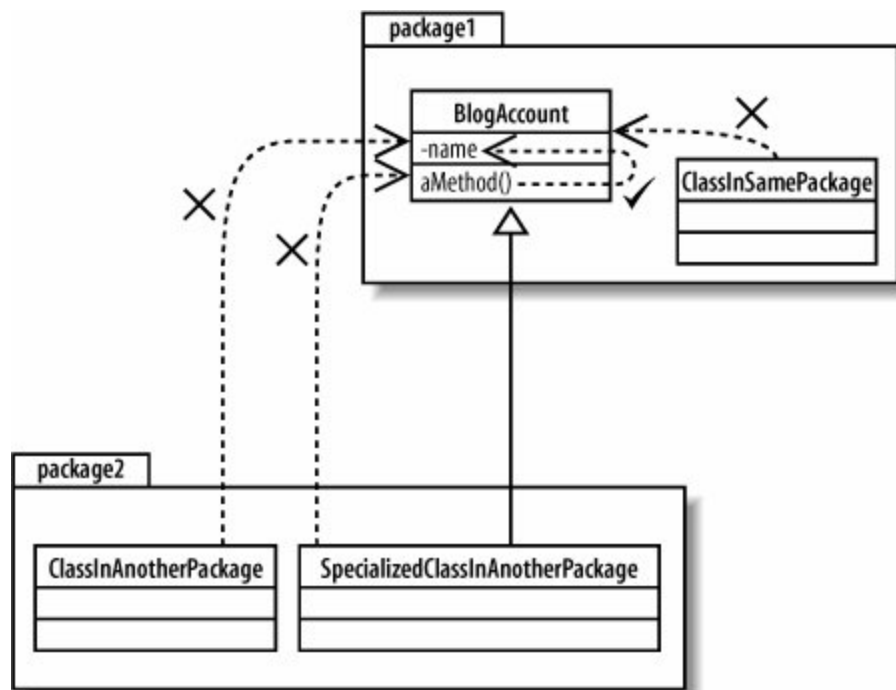 package1
BlogAccount
-name
aMethod()
ClassInSamePackage
package2
ClassInAnotherPackage
SpecializedClassInAnotherPackage